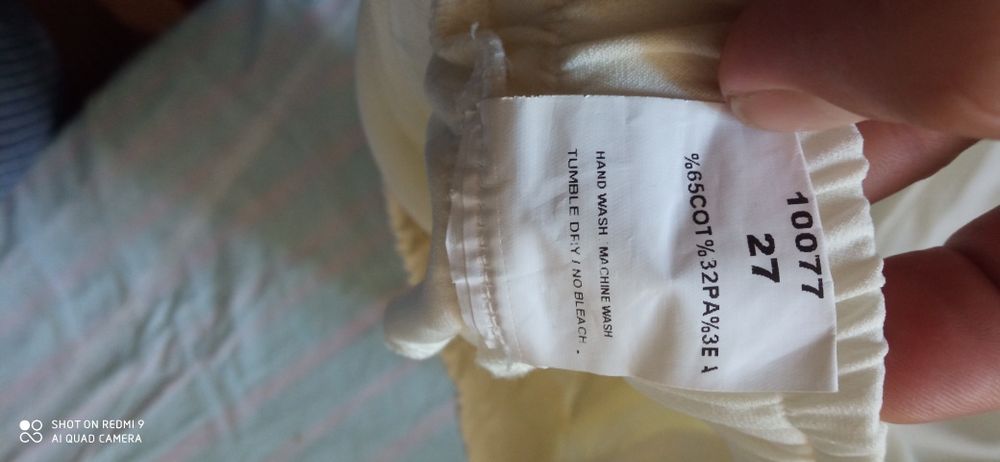 10077
27
%65COT%32PA%3E
HAND WASH MACHINE WASH
TUMBLE DRY / NO BLEACH
SHOT ON REDMI 9
AI QUAD CAMERA